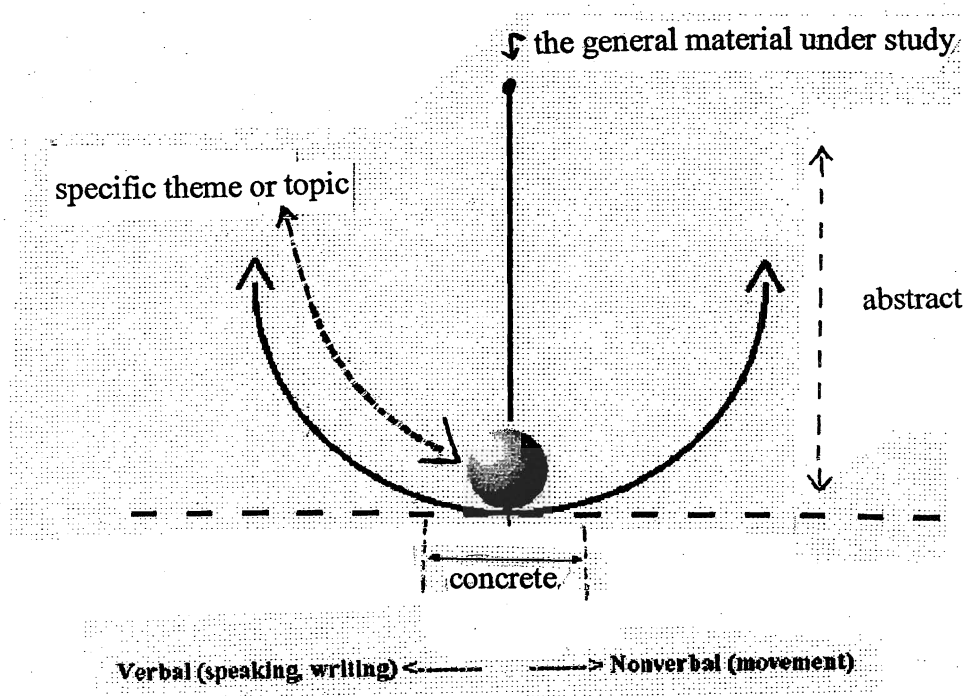 the general material under study
specific theme or topic
abstract
concrete
Verbal (speaking, writing) <----- -----> Nonverbal (movement)